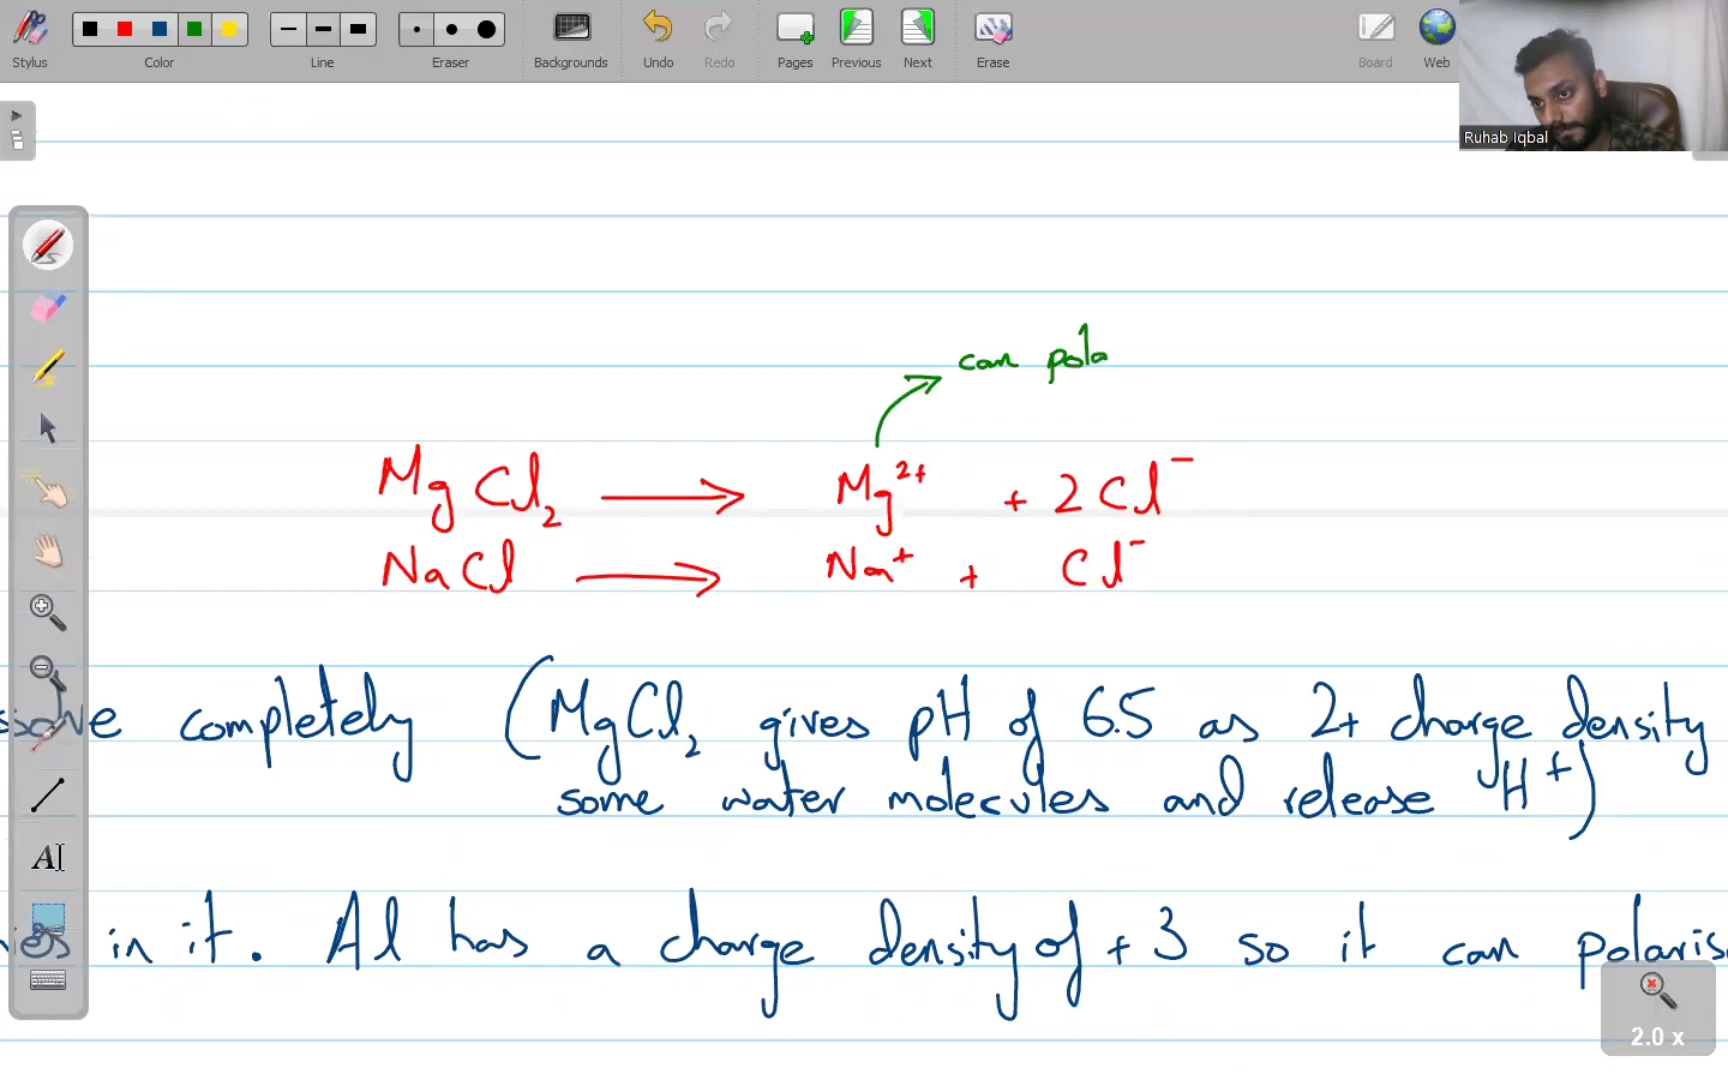 Stylus Color Line Eraser Backgrounds Undo Redo Pages Previous Next Erase Board Web
Ruhab Iqbal
can pola
MgCl₂ → Mg²⁺ + 2Cl⁻
NaCl → Na⁺ + Cl⁻
completely (MgCl₂ gives pH of 6.5 as 2+ charge density
some water molecules and release H⁺)
in it. Al has a charge density of +3 so it can polaris
2.0 x